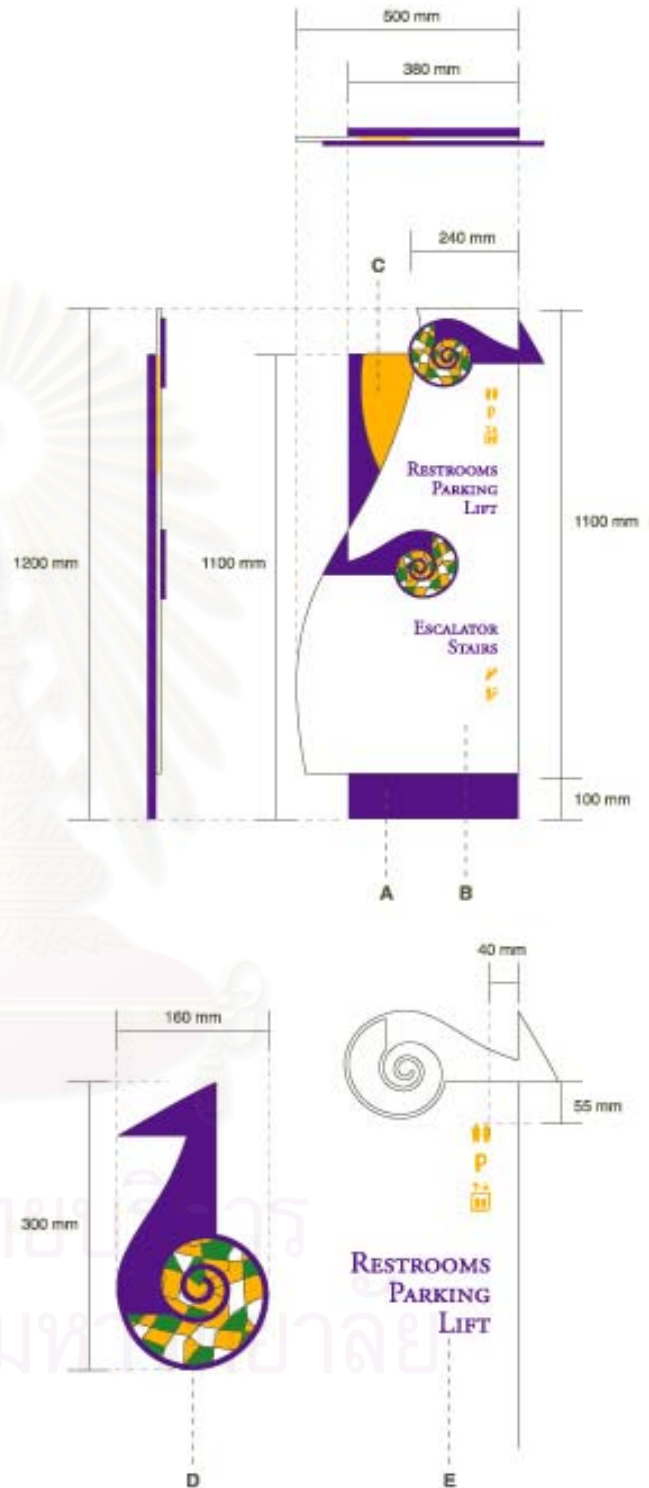 500 mm
380 mm
240 mm
C
P
RESTROOMS
PARKING
LIFT
1200 mm
1100 mm
1100 mm
ESCALATOR
STAIRS
100 mm
A
B
40 mm
160 mm
55 mm
P
300 mm
RESTROOMS
PARKING
LIFT
D
E